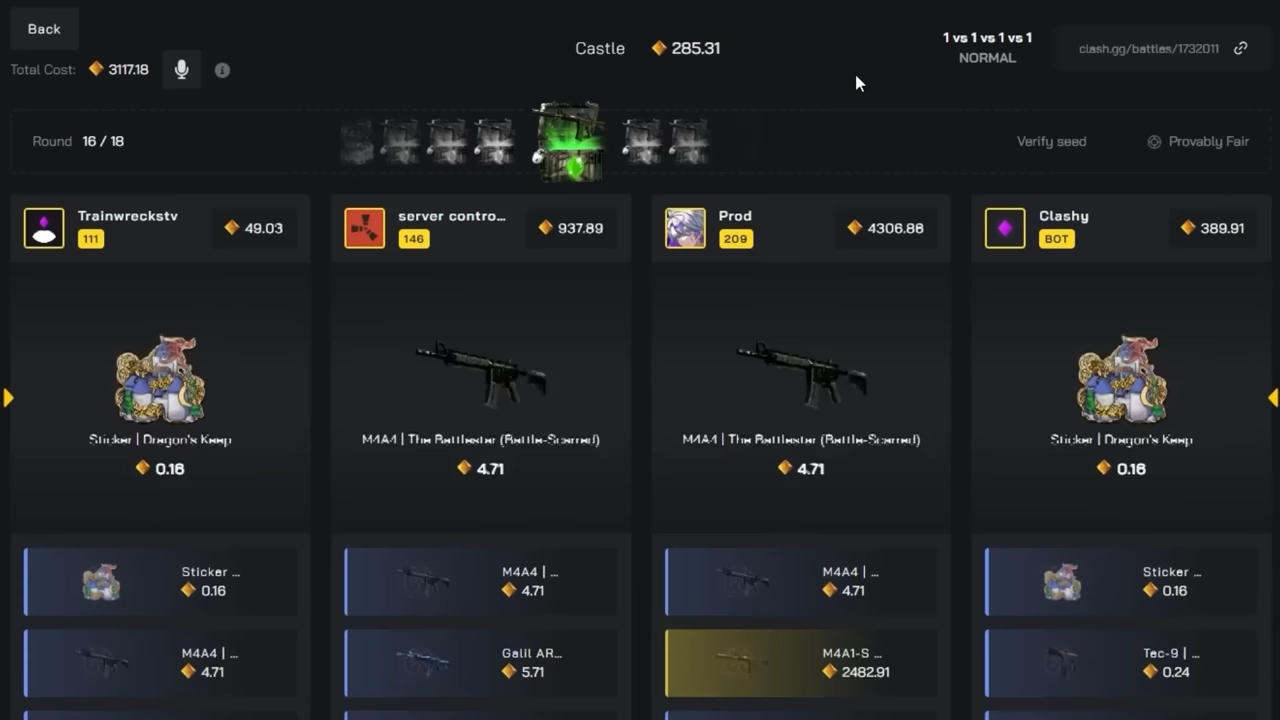 Back
Total Cost: 3117.18
Castle 285.31
1 vs 1 vs 1 vs 1
NORMAL
clash.gg/battles/1732011
Round 16 / 18
Verify seed
Provably Fair
Trainwreckstv
111
49.03
server contro...
146
937.89
Prod
209
4306.86
Clashy
BOT
389.91
Sticker | Dragon's Keep
0.16
M4A4 | The Battlestar (Battle-Scarred)
4.71
M4A4 | The Battlestar (Battle-Scarred)
4.71
Sticker | Dragon's Keep
0.16
Sticker ...
0.16
M4A4 | ...
4.71
M4A4 | ...
4.71
Sticker ...
0.16
M4A4 | ...
4.71
Galil AR...
5.71
M4A1-S ...
2482.91
Tec-9 | ...
0.24